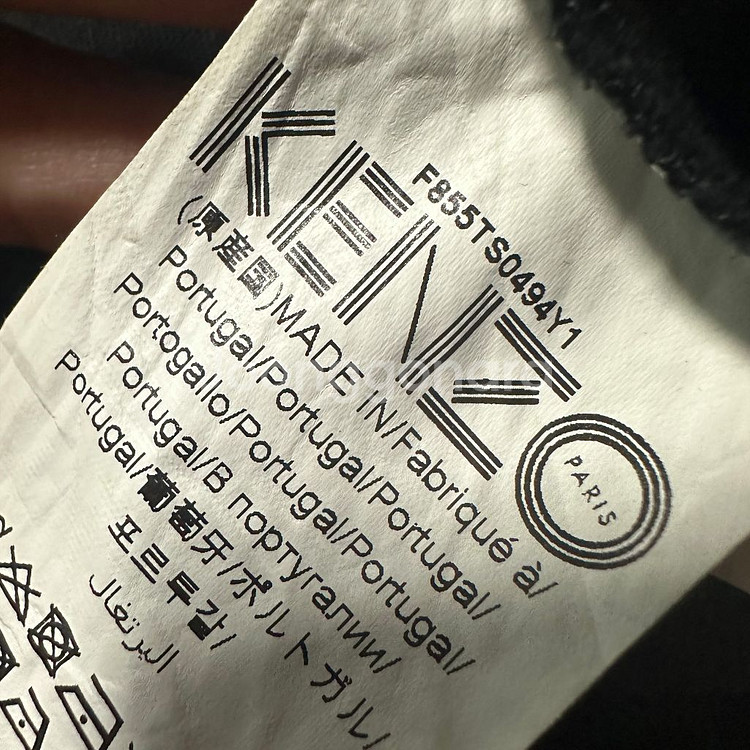 F855TS0494Y1
KENZO
PARIS
(原産国)MADE IN/Fabriqué à/
Portugal/Portugal/Portugal/
Portogallo/Portugal/Portugal/
Portugal/В португалии/
Portugal/葡萄牙/ポルトガル/
포르투갈/
البرتغال